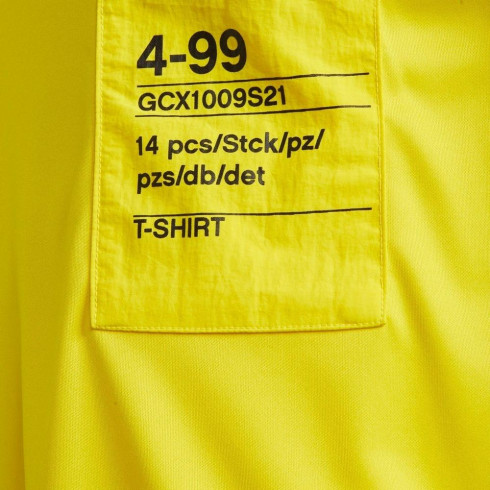 4-99
GCX1009S21
14 pcs/Stck/pz/
pzs/db/det
T-SHIRT